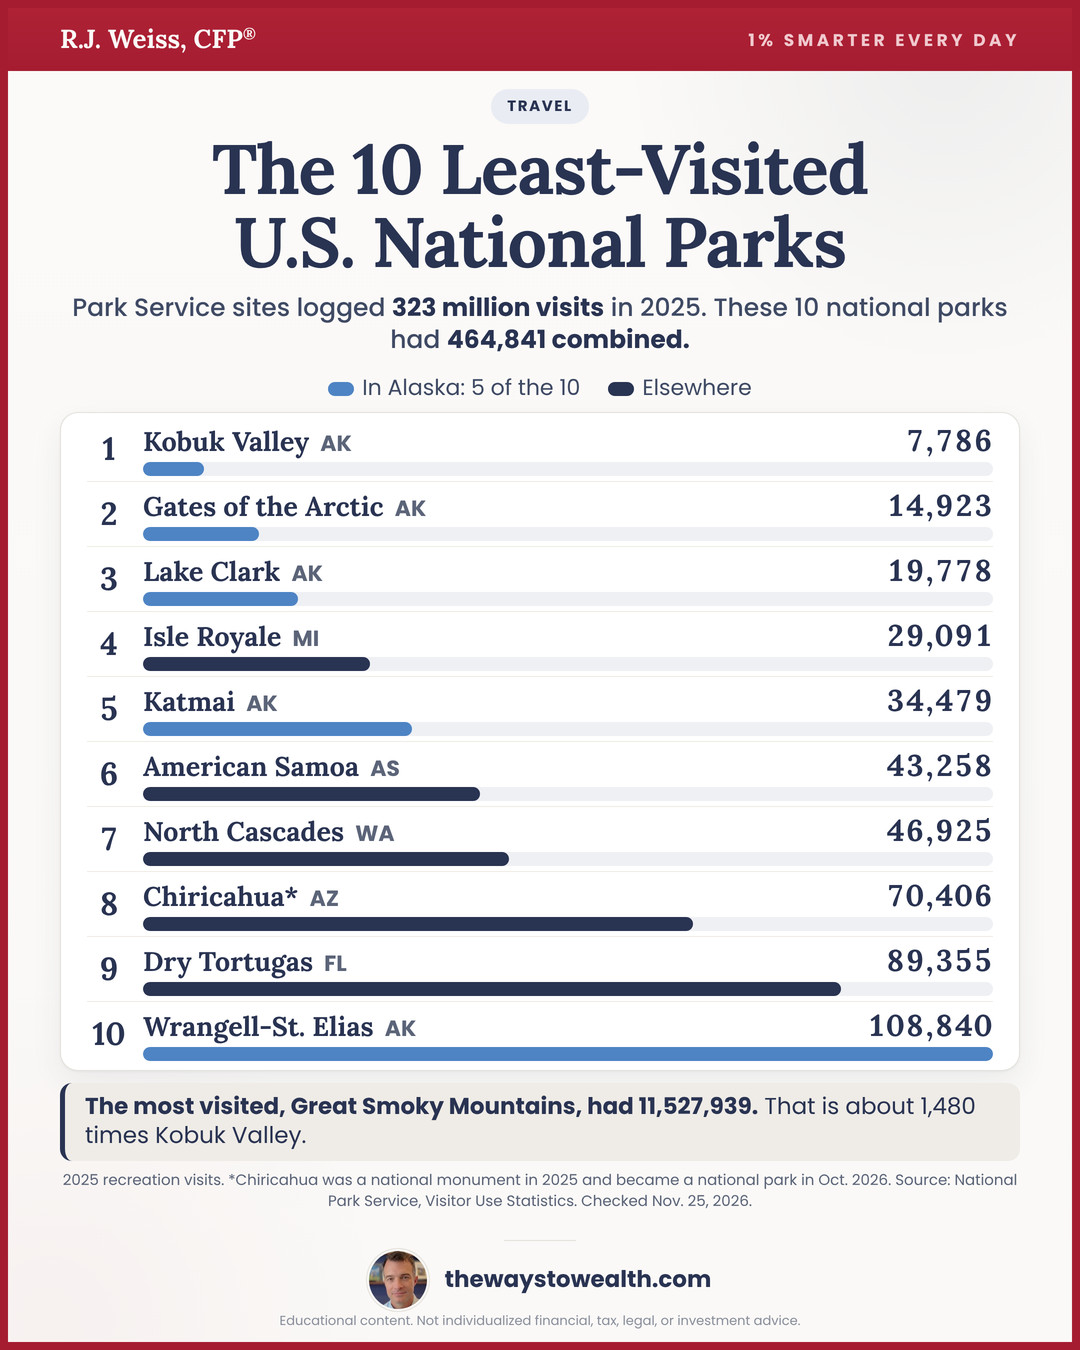 R.J. Weiss, CFP®
1% SMARTER EVERY DAY
TRAVEL
The 10 Least-Visited
U.S. National Parks
Park Service sites logged 323 million visits in 2025. These 10 national parks
had 464,841 combined.
In Alaska: 5 of the 10
Elsewhere
1 Kobuk Valley AK 7,786
2 Gates of the Arctic AK 14,923
3 Lake Clark AK 19,778
4 Isle Royale MI 29,091
5 Katmai AK 34,479
6 American Samoa AS 43,258
7 North Cascades WA 46,925
8 Chiricahua* AZ 70,406
9 Dry Tortugas FL 89,355
10 Wrangell-St. Elias AK 108,840
The most visited, Great Smoky Mountains, had 11,527,939. That is about 1,480
times Kobuk Valley.
2025 recreation visits. *Chiricahua was a national monument in 2025 and became a national park in Oct. 2026. Source: National
Park Service, Visitor Use Statistics. Checked Nov. 25, 2026.
thewaystowealth.com
Educational content. Not individualized financial, tax, legal, or investment advice.